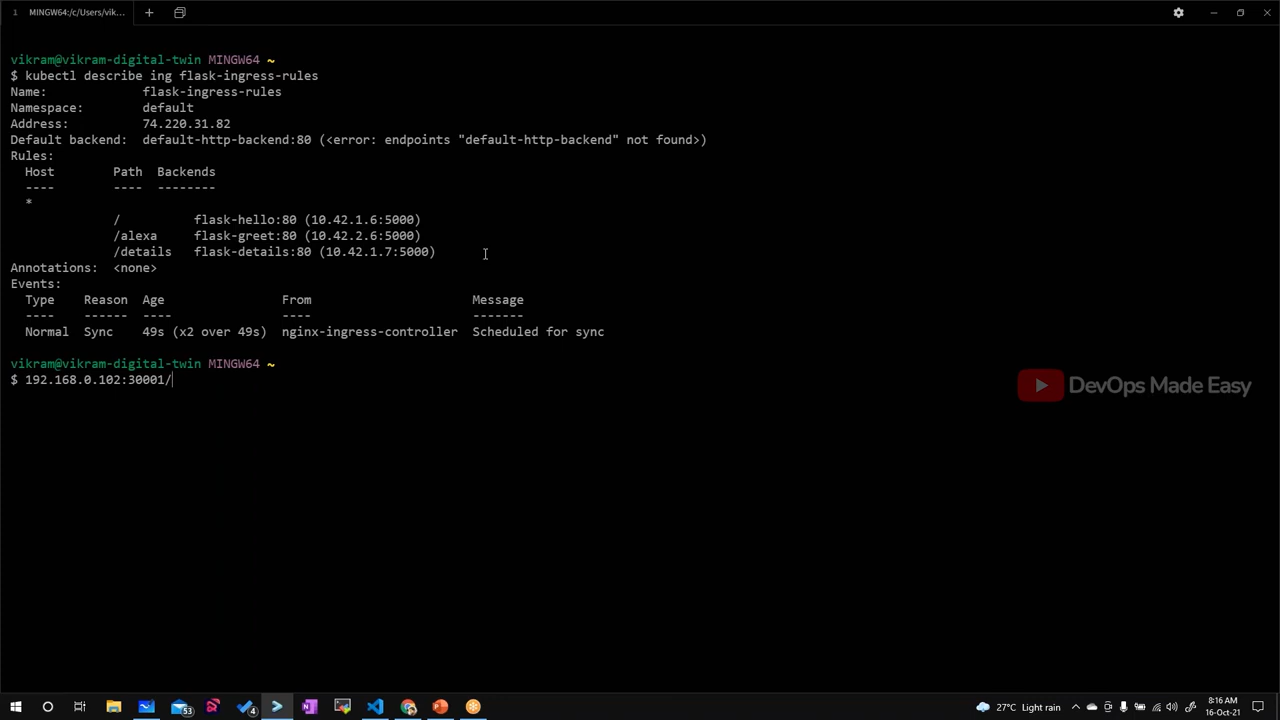 1 MINGW64:/c/Users/vik...
vikram@vikram-digital-twin MINGW64 ~
$ kubectl describe ing flask-ingress-rules
Name: flask-ingress-rules
Namespace: default
Address: 74.220.31.82
Default backend: default-http-backend:80 (<error: endpoints "default-http-backend" not found>)
Rules:
Host Path Backends
---- ---- --------
*
/ flask-hello:80 (10.42.1.6:5000)
/alexa flask-greet:80 (10.42.2.6:5000)
/details flask-details:80 (10.42.1.7:5000)
Annotations: <none>
Events:
Type Reason Age From Message
---- ------ ---- ---- -------
Normal Sync 49s (x2 over 49s) nginx-ingress-controller Scheduled for sync
vikram@vikram-digital-twin MINGW64 ~
$ 192.168.0.102:30001/
DevOps Made Easy
53
4
27°C Light rain
8:16 AM
16-Oct-21